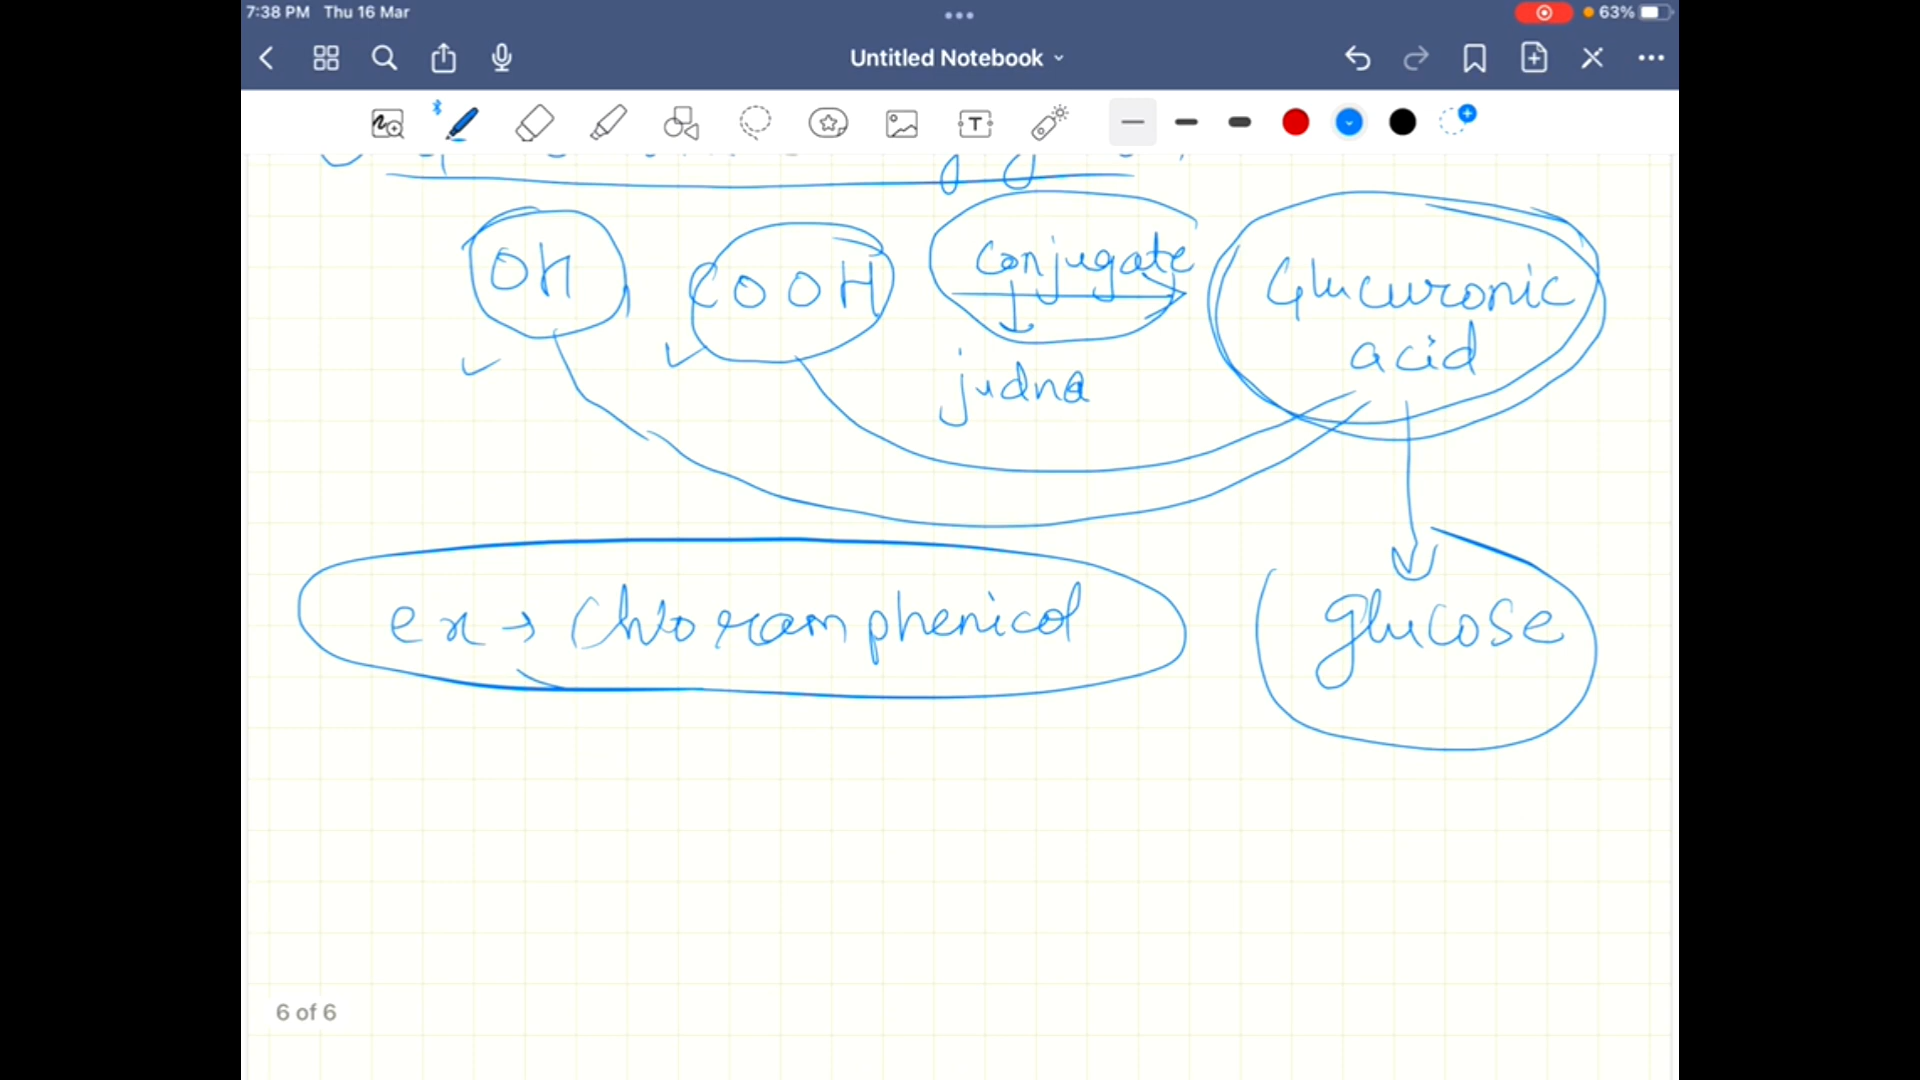 7:38 PM Thu 16 Mar
63%
Untitled Notebook
T
OH COOH conjugate Glucuronic
acid
judna
ex → Chloramphenicol
glucose
6 of 6